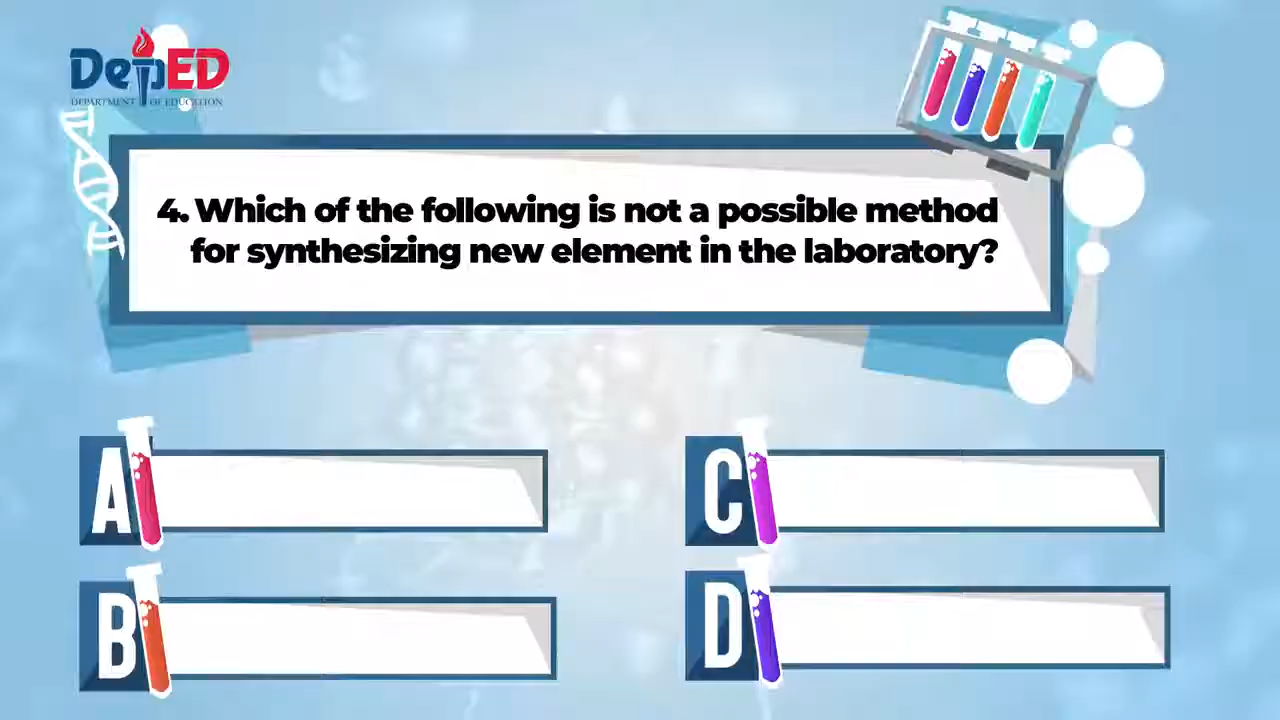 DepED
DEPARTMENT OF EDUCATION
4. Which of the following is not a possible method
for synthesizing new element in the laboratory?
A
C
B
D